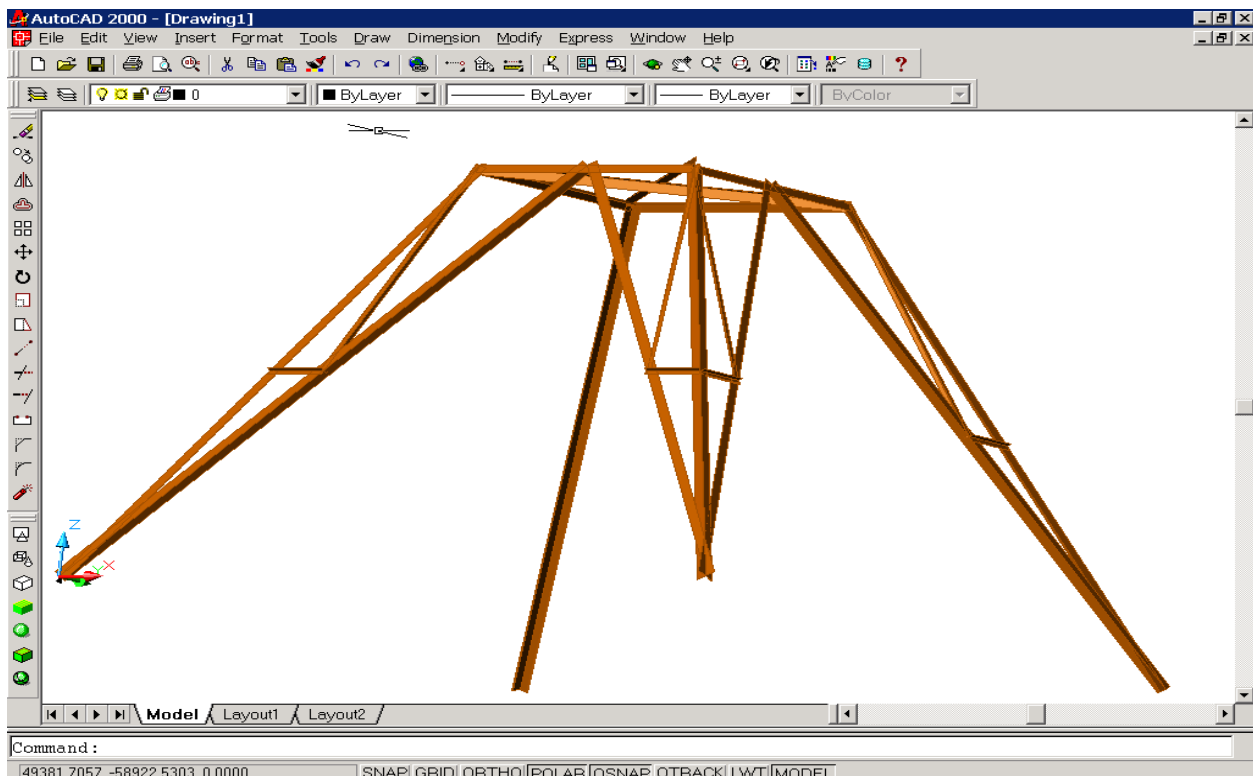 AutoCAD 2000 - [Drawing1]
File Edit View Insert Format Tools Draw Dimension Modify Express Window Help
0 ByLayer ByLayer ByLayer ByColor
Z
Y X
Model Layout1 Layout2
Command:
49381.7057, -58922.5303, 0.0000 SNAP GRID ORTHO POLAR OSNAP OTRACK LWT MODEL